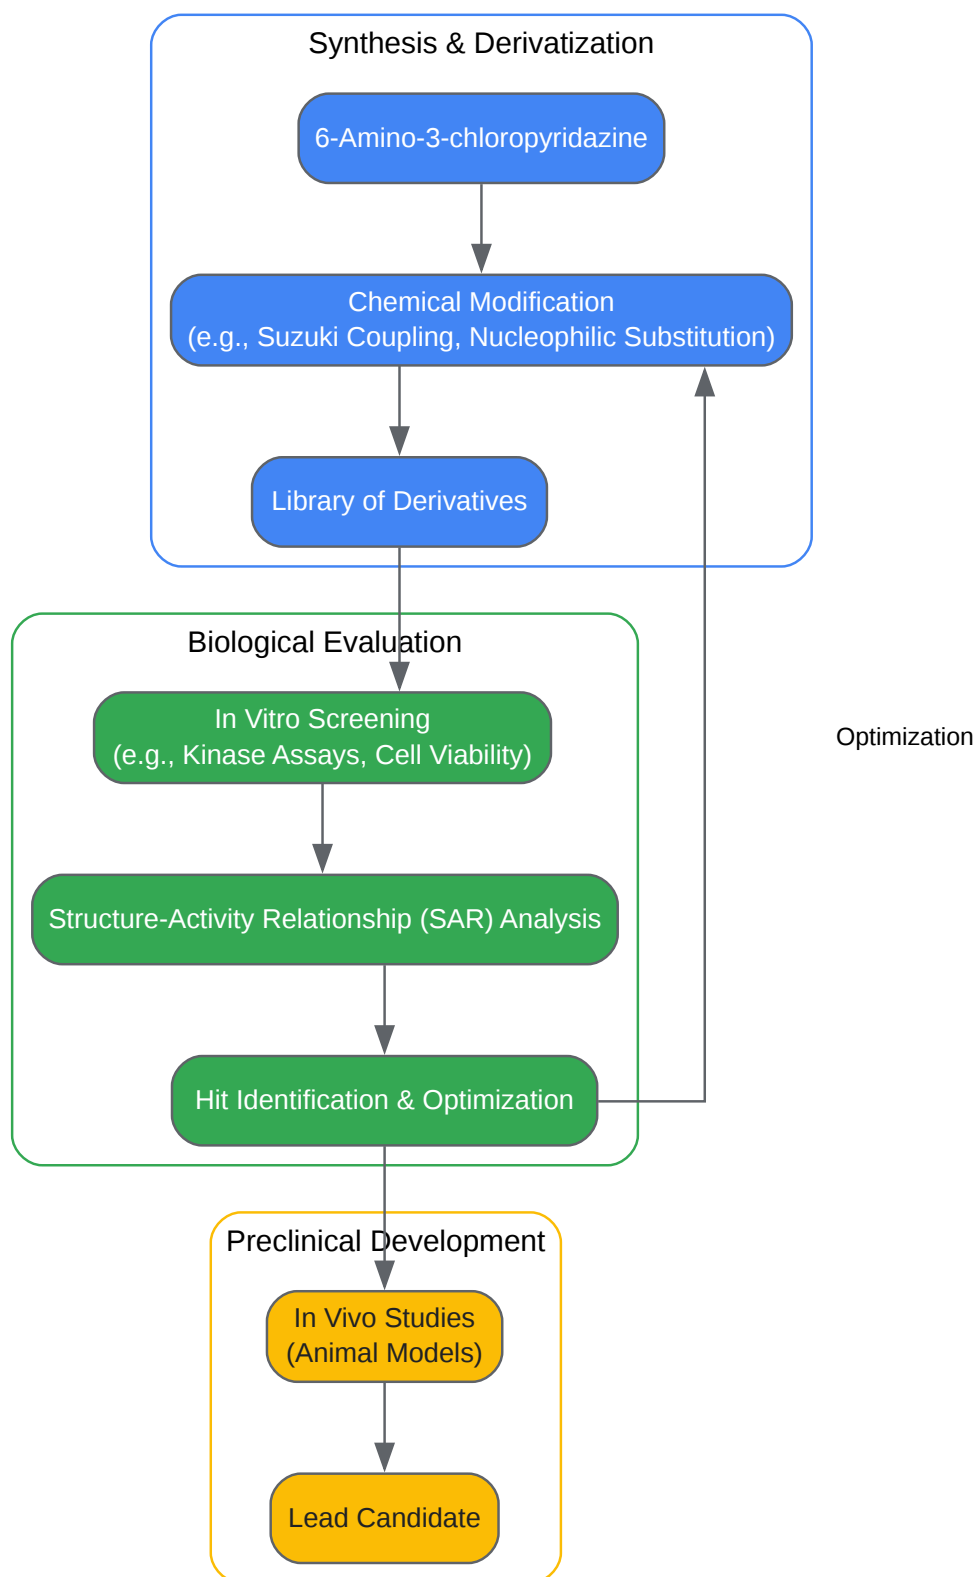 Synthesis & Derivatization
6-Amino-3-chloropyridazine
Chemical Modification
(e.g., Suzuki Coupling, Nucleophilic Substitution)
Library of Derivatives
Biological Evaluation
In Vitro Screening
(e.g., Kinase Assays, Cell Viability)
Optimization
Structure-Activity Relationship (SAR) Analysis
Hit Identification & Optimization
Preclinical Development
In Vivo Studies
(Animal Models)
Lead Candidate